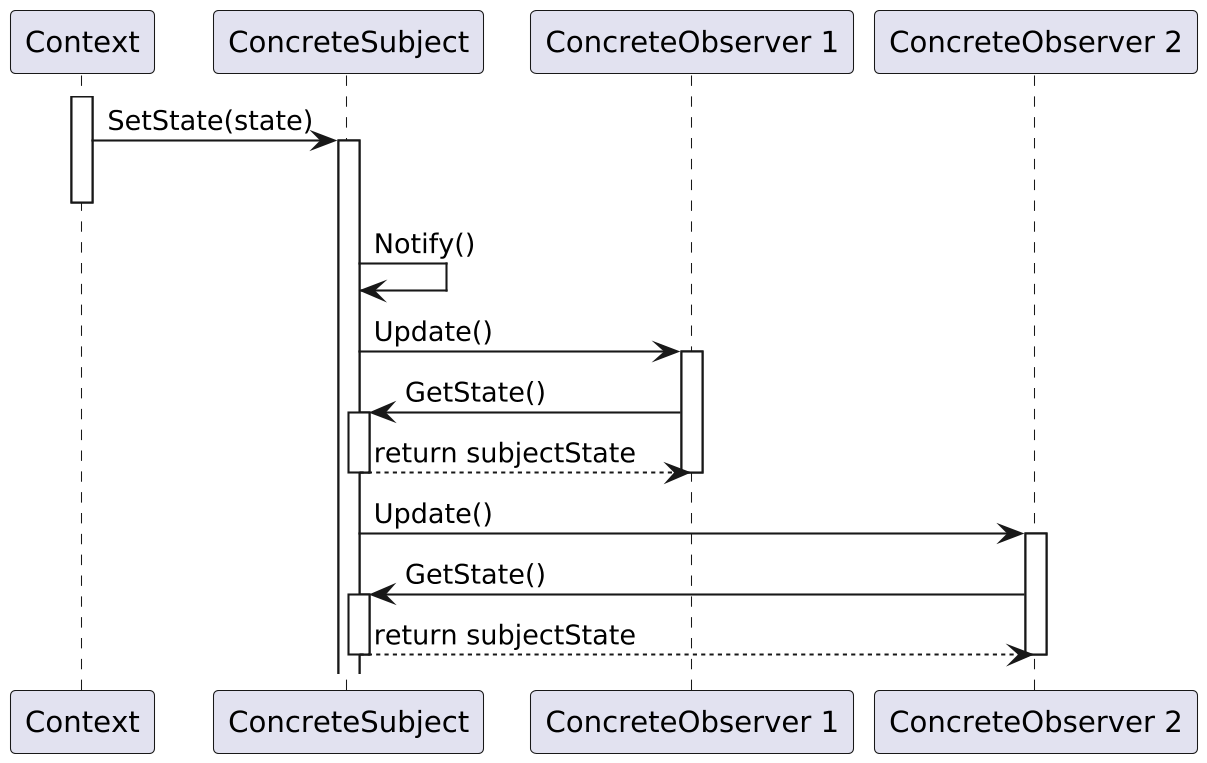 Context
ConcreteSubject
ConcreteObserver 1
ConcreteObserver 2
SetState(state)
Notify()
Update()
GetState()
return subjectState
Update()
GetState()
return subjectState
Context
ConcreteSubject
ConcreteObserver 1
ConcreteObserver 2